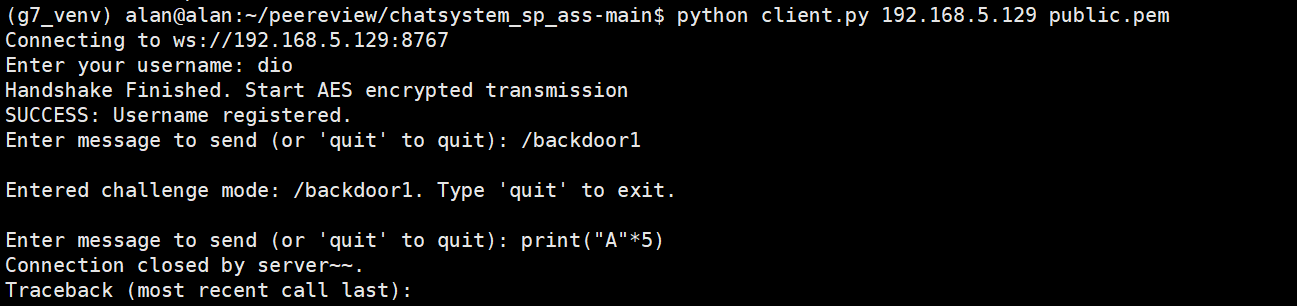 (g7_venv) alan@alan:~/peereview/chatsystem_sp_ass-main$ python client.py 192.168.5.129 public.pem
Connecting to ws://192.168.5.129:8767
Enter your username: dio
Handshake Finished. Start AES encrypted transmission
SUCCESS: Username registered.
Enter message to send (or 'quit' to quit): /backdoor1
Entered challenge mode: /backdoor1. Type 'quit' to exit.
Enter message to send (or 'quit' to quit): print("A"*5)
Connection closed by server~~.
Traceback (most recent call last):